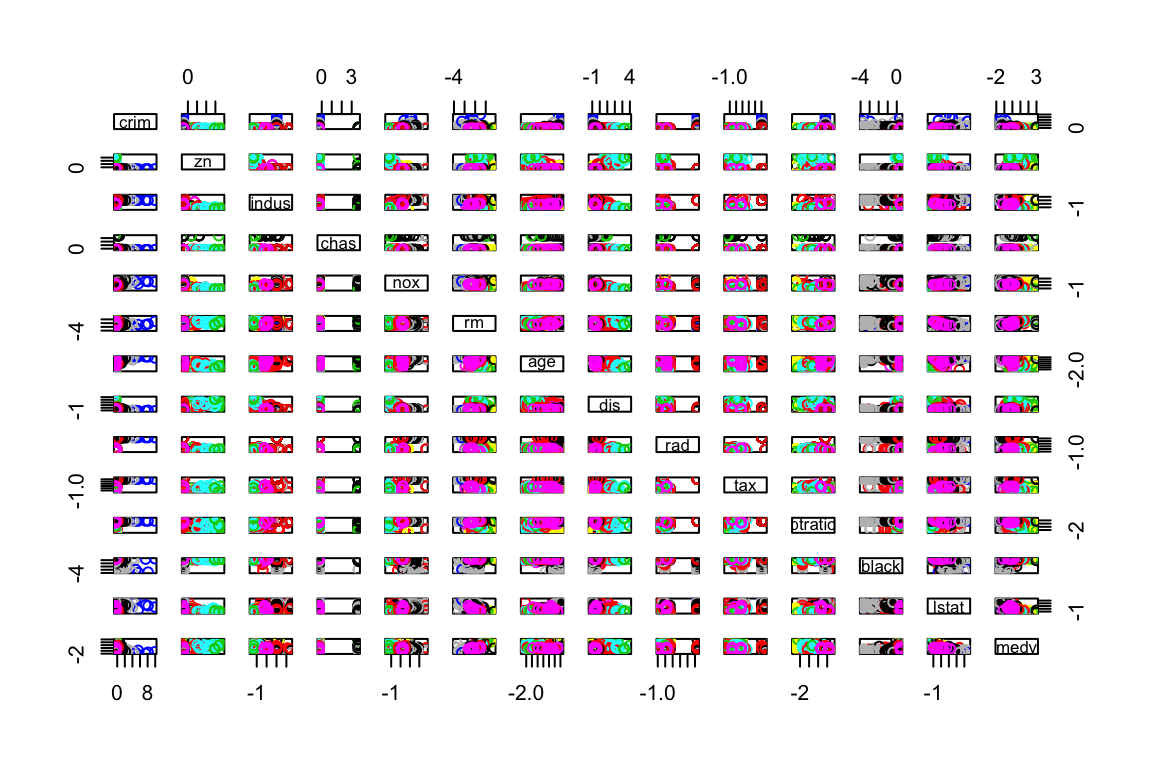 0 0 3 -4 -1 4 -1.0 -4 0 -2 3
crim 0
0 zn
indus -1
0 chas
nox -1
-4 rm
age -2.0
-1 dis
rad -1.0
-1.0 tax
ptratio -2
-4 black
lstat -1
-2 medv
0 8 -1 -1 -2.0 -1.0 -2 -1